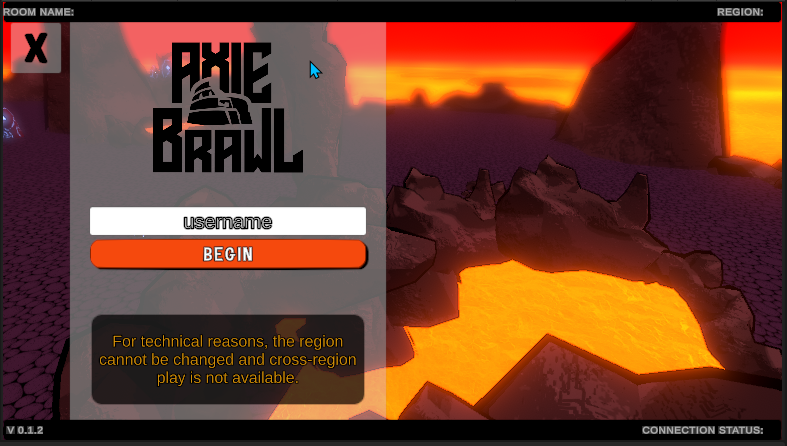 ROOM NAME:
REGION:
X
AXIE
BRAWL
username
BEGIN
For technical reasons, the region
cannot be changed and cross-region
play is not available.
V 0.1.2
CONNECTION STATUS: